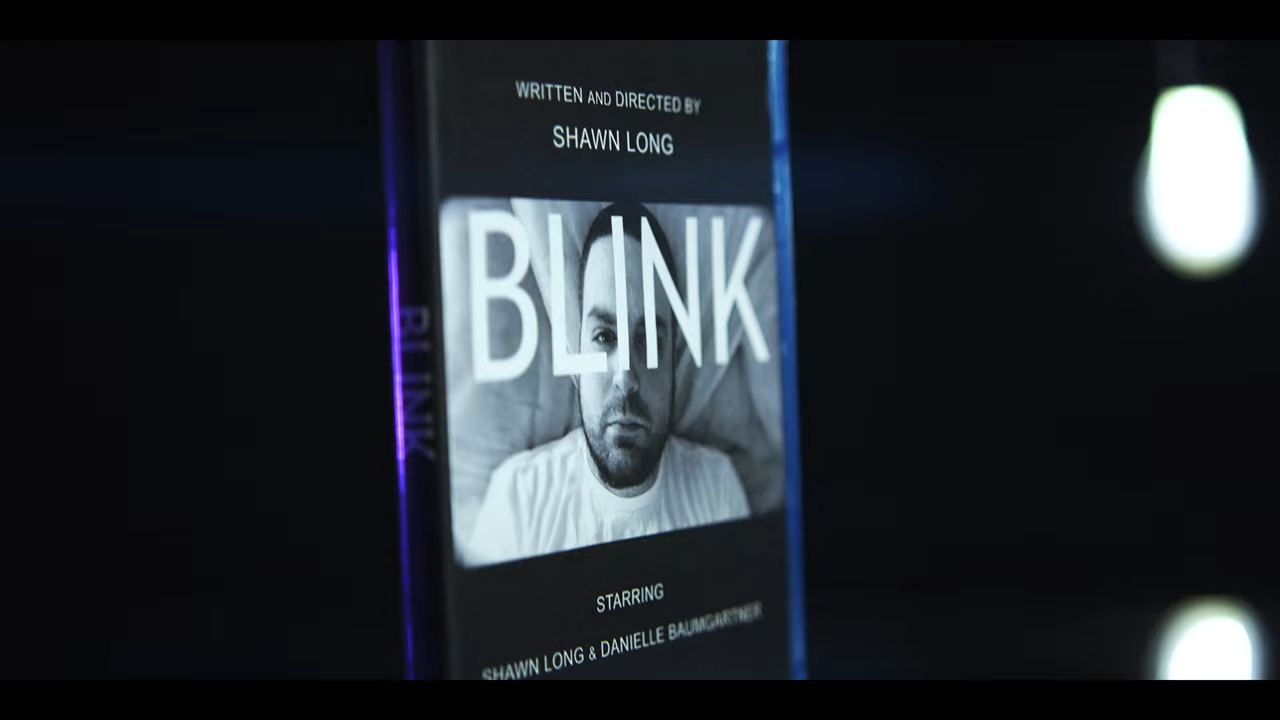 WRITTEN AND DIRECTED BY
SHAWN LONG
BLINK
BLINK
STARRING
SHAWN LONG & DANIELLE BAUMGARTNER